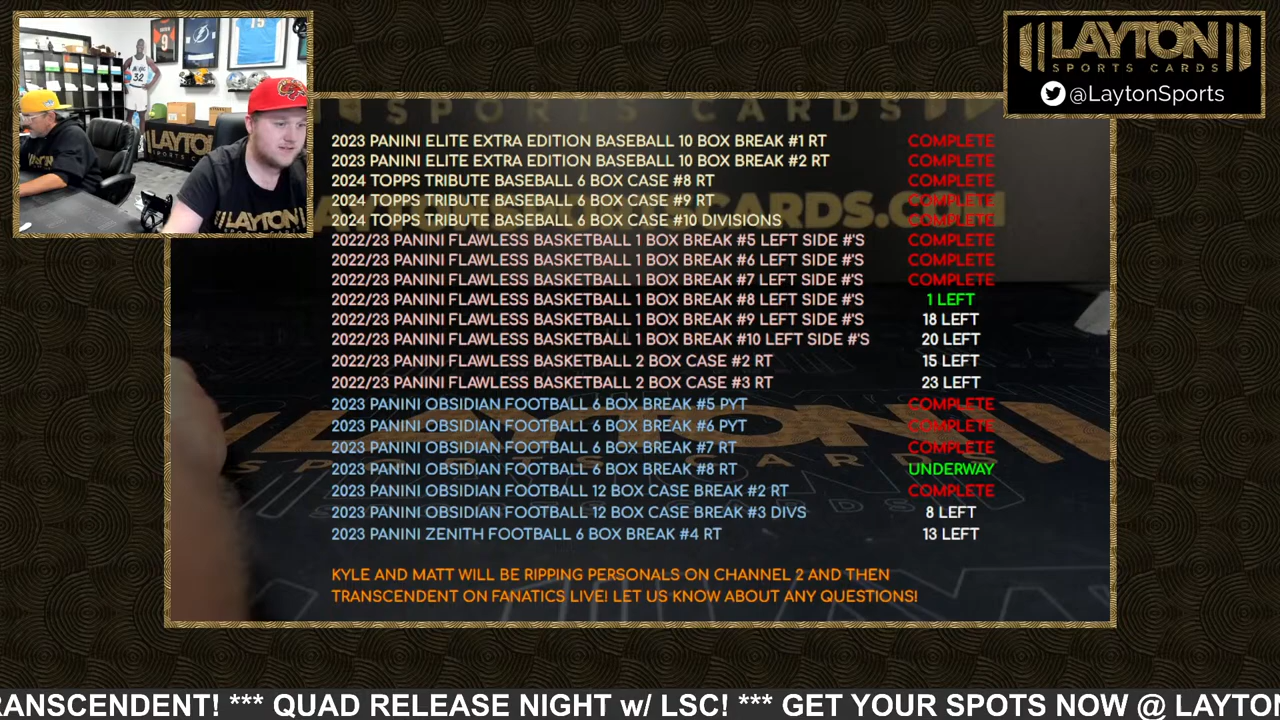 LAYTON
SPORTS CARDS
@LaytonSports
2023 PANINI ELITE EXTRA EDITION BASEBALL 10 BOX BREAK #1 RT COMPLETE
2023 PANINI ELITE EXTRA EDITION BASEBALL 10 BOX BREAK #2 RT COMPLETE
2024 TOPPS TRIBUTE BASEBALL 6 BOX CASE #8 RT COMPLETE
2024 TOPPS TRIBUTE BASEBALL 6 BOX CASE #9 RT COMPLETE
2024 TOPPS TRIBUTE BASEBALL 6 BOX CASE #10 DIVISIONS COMPLETE
2022/23 PANINI FLAWLESS BASKETBALL 1 BOX BREAK #5 LEFT SIDE #'S COMPLETE
2022/23 PANINI FLAWLESS BASKETBALL 1 BOX BREAK #6 LEFT SIDE #'S COMPLETE
2022/23 PANINI FLAWLESS BASKETBALL 1 BOX BREAK #7 LEFT SIDE #'S COMPLETE
2022/23 PANINI FLAWLESS BASKETBALL 1 BOX BREAK #8 LEFT SIDE #'S 1 LEFT
2022/23 PANINI FLAWLESS BASKETBALL 1 BOX BREAK #9 LEFT SIDE #'S 18 LEFT
2022/23 PANINI FLAWLESS BASKETBALL 1 BOX BREAK #10 LEFT SIDE #'S 20 LEFT
2022/23 PANINI FLAWLESS BASKETBALL 2 BOX CASE #2 RT 15 LEFT
2022/23 PANINI FLAWLESS BASKETBALL 2 BOX CASE #3 RT 23 LEFT
2023 PANINI OBSIDIAN FOOTBALL 6 BOX BREAK #5 PYT COMPLETE
2023 PANINI OBSIDIAN FOOTBALL 6 BOX BREAK #6 PYT COMPLETE
2023 PANINI OBSIDIAN FOOTBALL 6 BOX BREAK #7 RT COMPLETE
2023 PANINI OBSIDIAN FOOTBALL 6 BOX BREAK #8 RT UNDERWAY
2023 PANINI OBSIDIAN FOOTBALL 12 BOX CASE BREAK #2 RT COMPLETE
2023 PANINI OBSIDIAN FOOTBALL 12 BOX CASE BREAK #3 DIVS 8 LEFT
2023 PANINI ZENITH FOOTBALL 6 BOX BREAK #4 RT 13 LEFT
KYLE AND MATT WILL BE RIPPING PERSONALS ON CHANNEL 2 AND THEN
TRANSCENDENT ON FANATICS LIVE! LET US KNOW ABOUT ANY QUESTIONS!
RANSCENDENT! *** QUAD RELEASE NIGHT w/ LSC! *** GET YOUR SPOTS NOW @ LAYTO